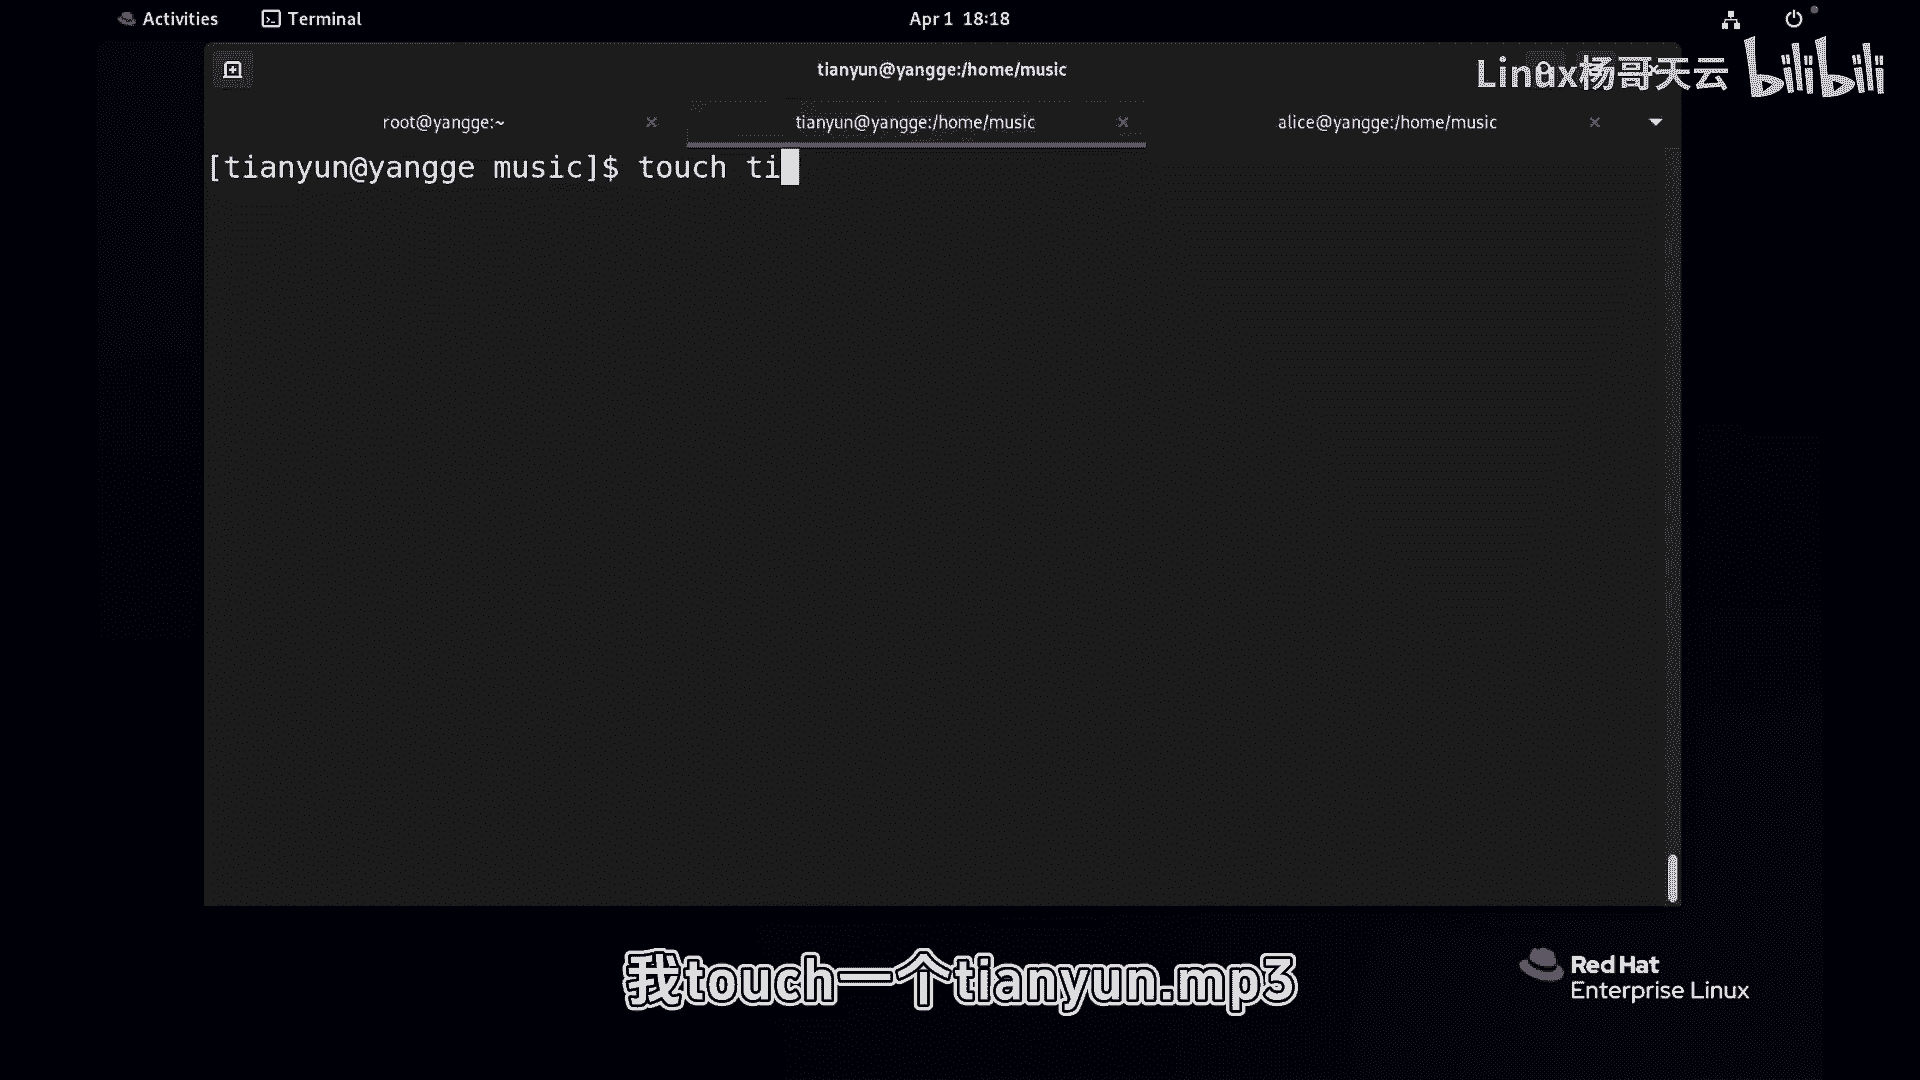 Activities Terminal Apr 1 18:18
tianyun@yangge:/home/music
Linux杨哥天云 bilibili
root@yangge:~ tianyun@yangge:/home/music alice@yangge:/home/music
[tianyun@yangge music]$ touch ti
我touch一个tianyun.mp3
Red Hat
Enterprise Linux